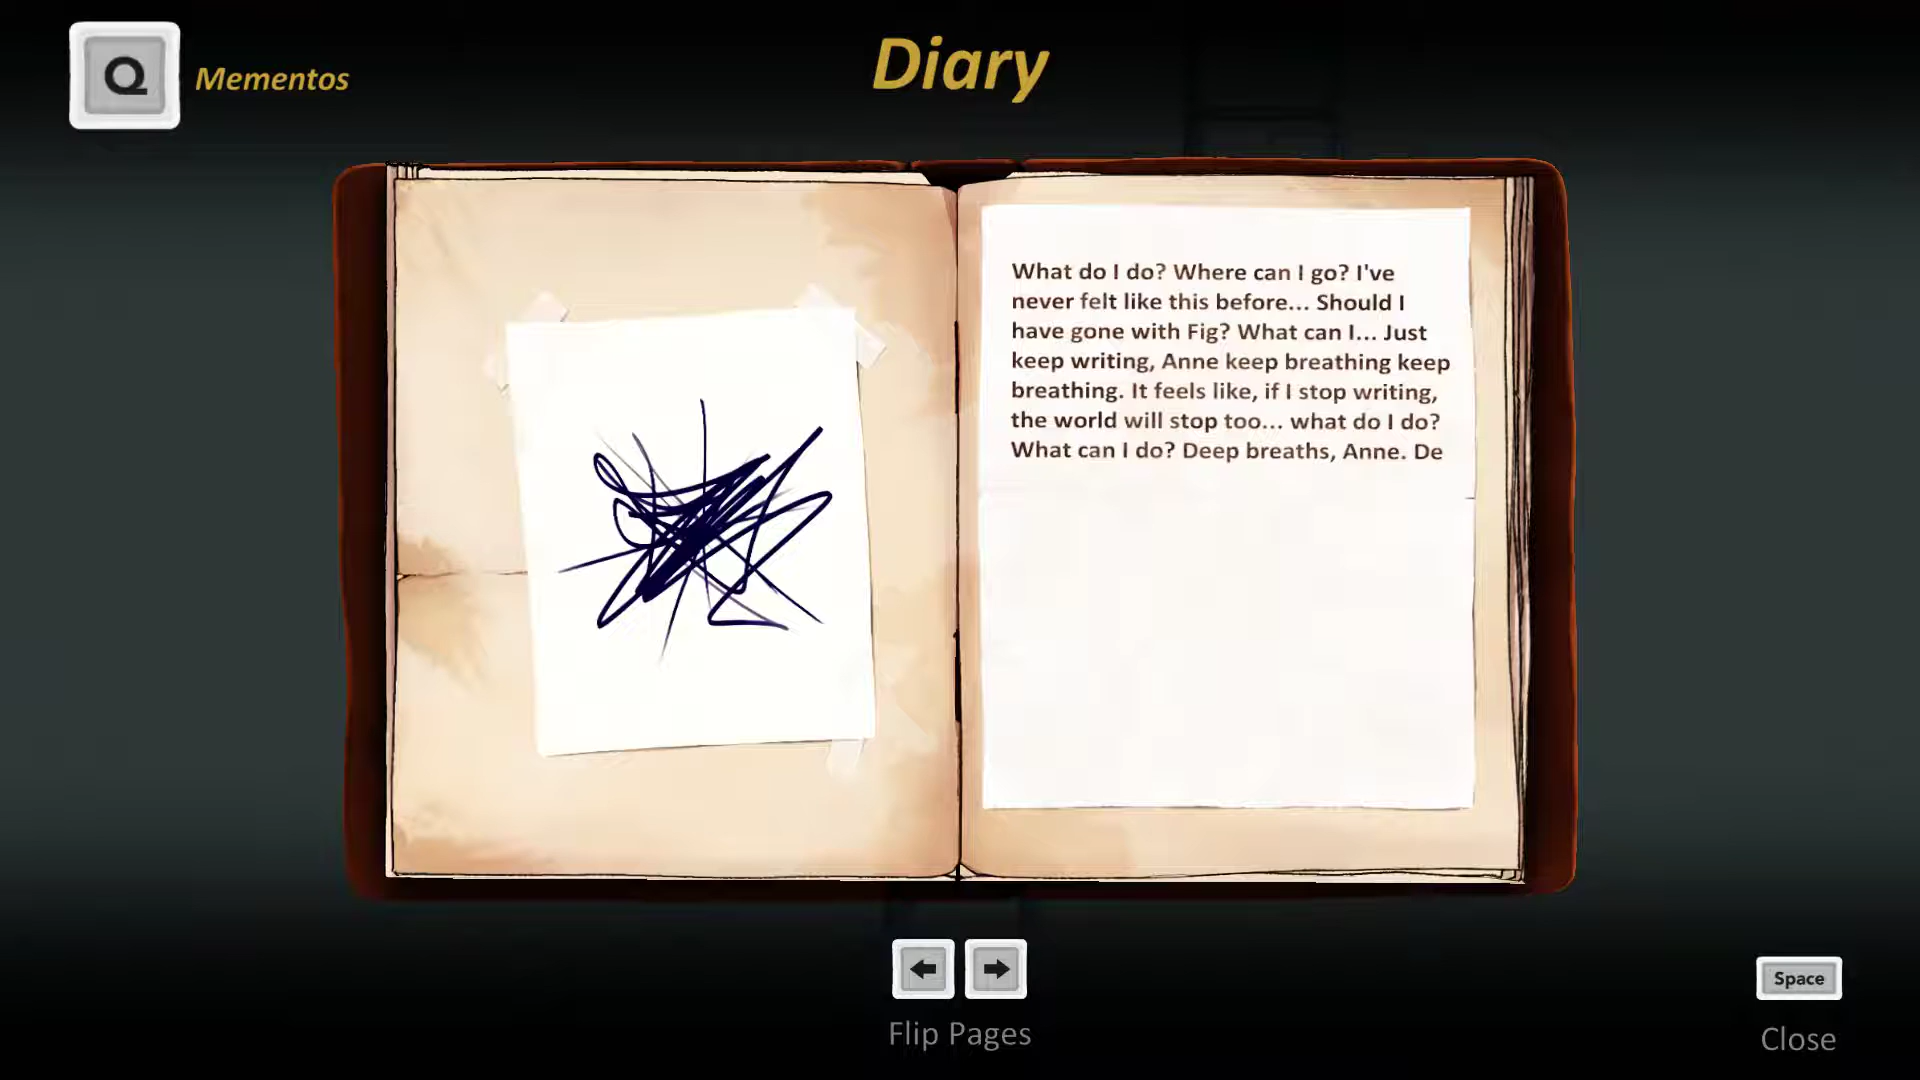 Q
Mementos
Diary
What do I do? Where can I go? I've
never felt like this before... Should I
have gone with Fig? What can I... Just
keep writing, Anne keep breathing keep
breathing. It feels like, if I stop writing,
the world will stop too... what do I do?
What can I do? Deep breaths, Anne. De
Flip Pages
Space
Close